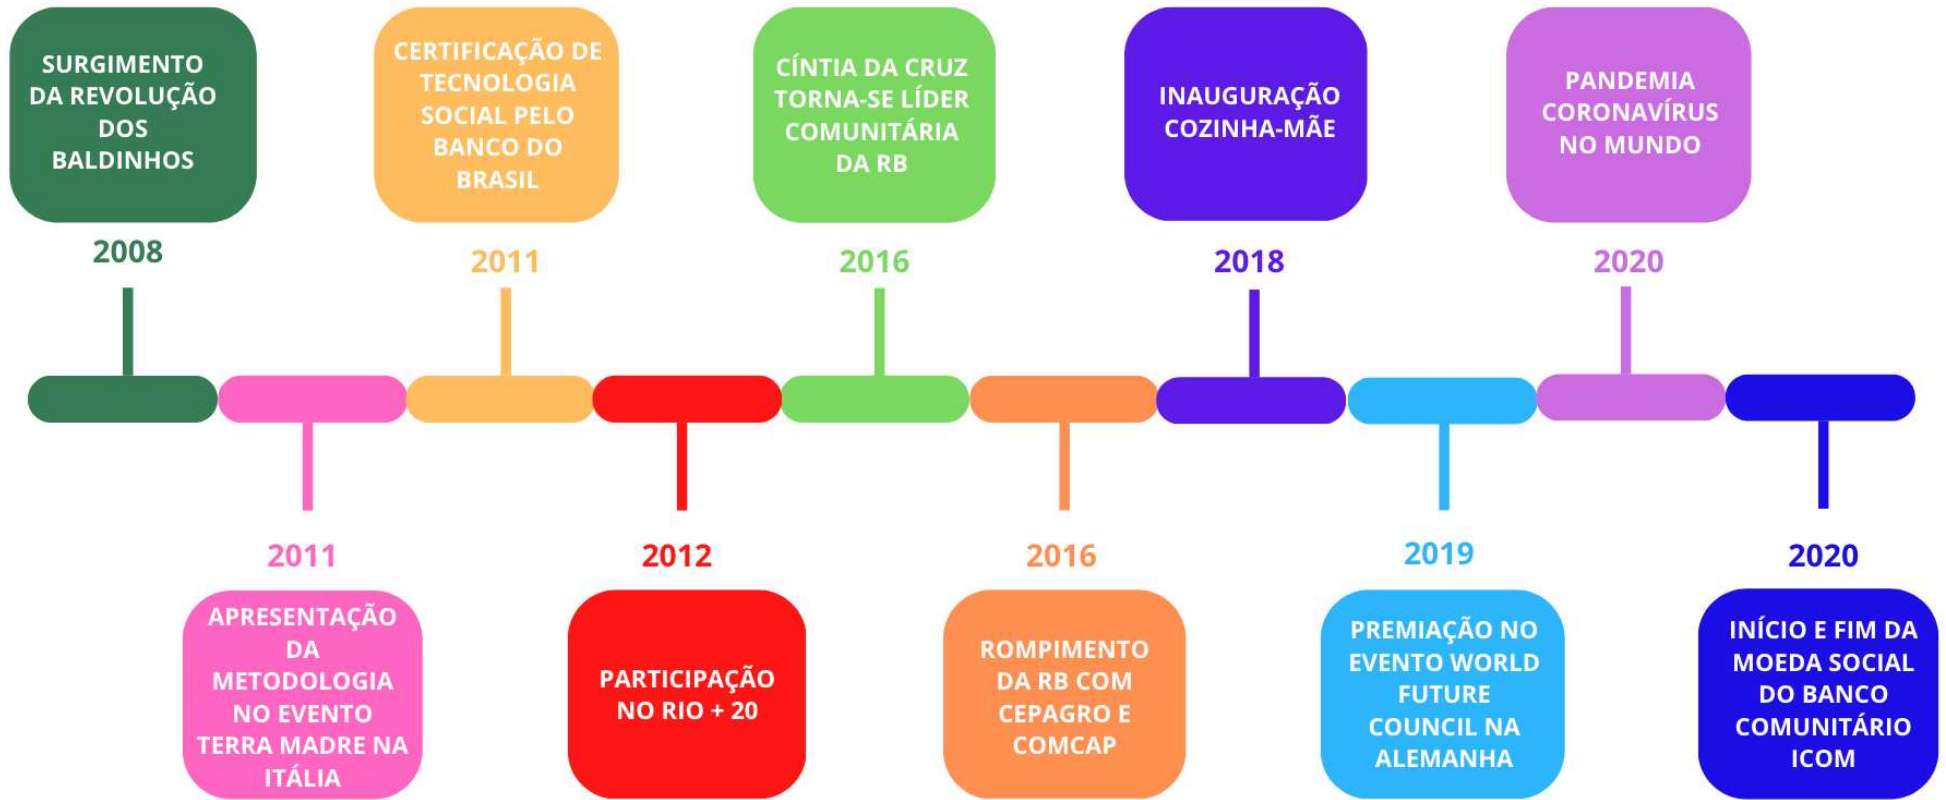 SURGIMENTO
DA REVOLUÇÃO
DOS
BALDINHOS
2008
2011
APRESENTAÇÃO
DA
METODOLOGIA
NO EVENTO
TERRA MADRE NA
ITÁLIA
CERTIFICAÇÃO DE
TECNOLOGIA
SOCIAL PELO
BANCO DO
BRASIL
2011
2012
PARTICIPAÇÃO
NO RIO + 20
CÍNTIA DA CRUZ
TORNA-SE LÍDER
COMUNITÁRIA
DA RB
2016
2016
ROMPIMENTO
DA RB COM
CEPAGRO E
COMCAP
INAUGURAÇÃO
COZINHA-MÃE
2018
2019
PREMIAÇÃO NO
EVENTO WORLD
FUTURE
COUNCIL NA
ALEMANHA
PANDEMIA
CORONAVÍRUS
NO MUNDO
2020
2020
INÍCIO E FIM DA
MOEDA SOCIAL
DO BANCO
COMUNITÁRIO
ICOM